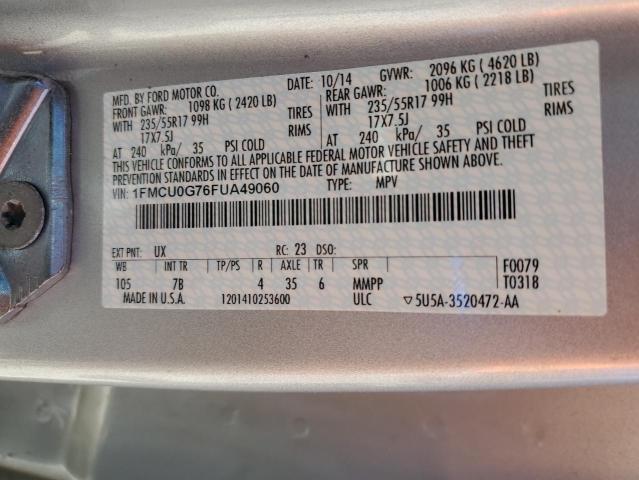 MFD. BY FORD MOTOR CO. DATE: 10/14 GVWR: 2096 KG ( 4620 LB)
FRONT GAWR: 1098 KG ( 2420 LB) REAR GAWR: 1006 KG ( 2218 LB)
WITH 235/55R17 99H TIRES WITH 235/55R17 99H TIRES
17X7.5J RIMS 17X7.5J RIMS
AT 240 kPa/ 35 PSI COLD AT 240 kPa/ 35 PSI COLD
THIS VEHICLE CONFORMS TO ALL APPLICABLE FEDERAL MOTOR VEHICLE SAFETY AND THEFT
PREVENTION STANDARDS IN EFFECT ON THE DATE OF MANUFACTURE SHOWN ABOVE.
VIN: 1FMCU0G76FUA49060 TYPE: MPV
EXT PNT: UX RC: 23 DSO:
WB INT TR TP/PS R AXLE TR SPR F0079
105 7B 4 35 6 MMPP T0318
MADE IN U.S.A. 1201410253600 ULC ▽5U5A-3520472-AA